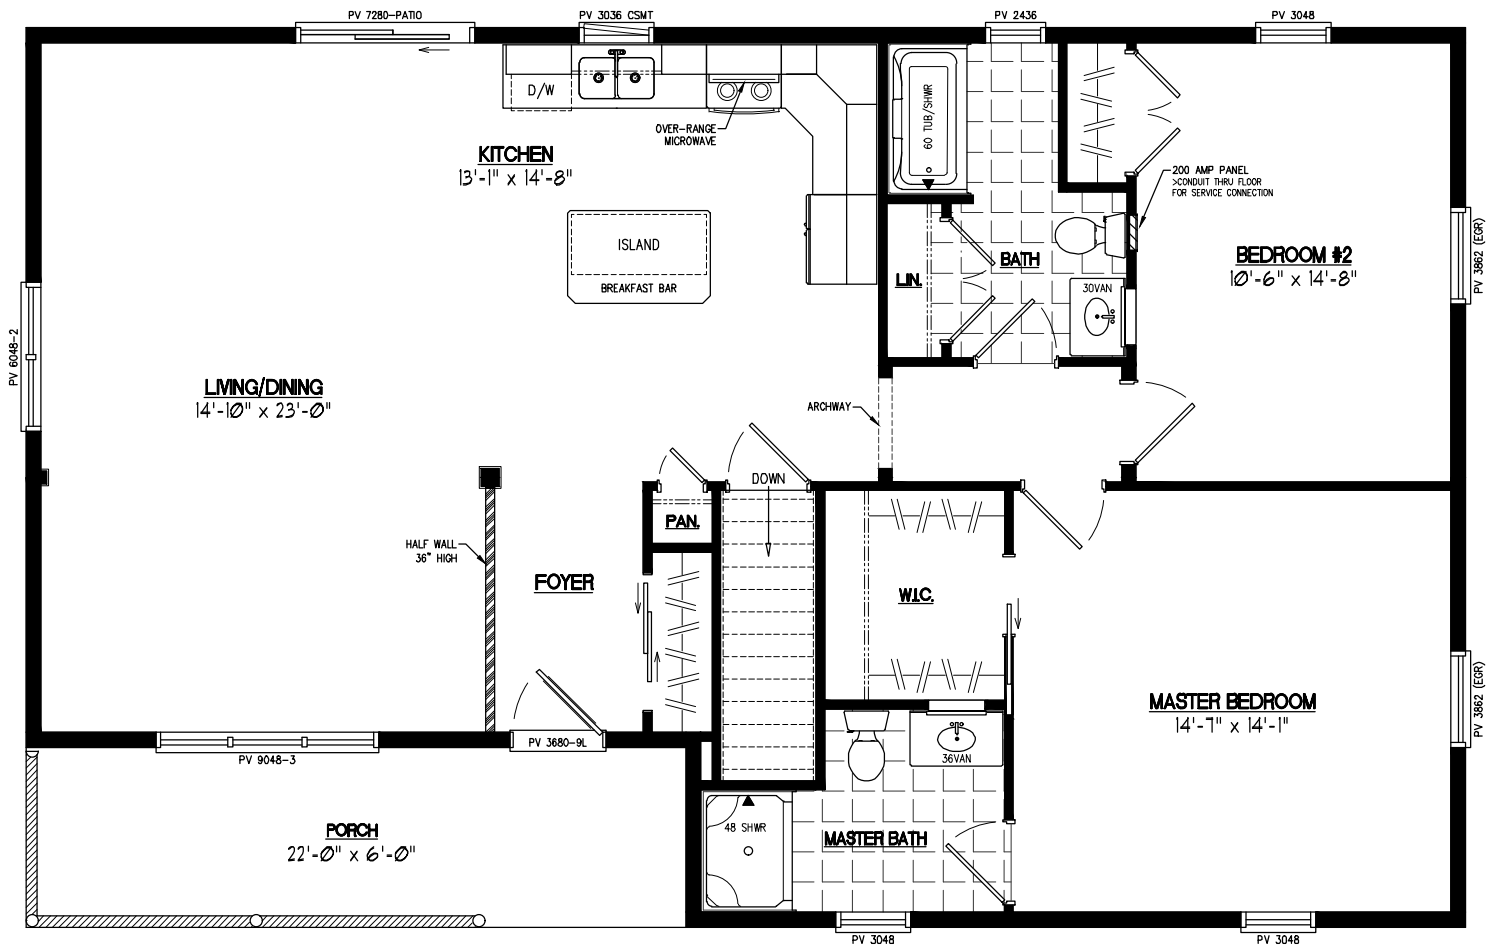 PV 7280-PATIO
PV 3036 CSMT
PV 2436
PV 3048
D/W
OVER-RANGE
MICROWAVE
KITCHEN
13'-1" x 14'-8"
60 TUB/SHWR
200 AMP PANEL
>CONDUIT THRU FLOOR
FOR SERVICE CONNECTION
ISLAND
BREAKFAST BAR
LIN.
BATH
30VAN
BEDROOM #2
10'-6" x 14'-8"
PV 3862 (EGR)
PV 6048-2
LIVING/DINING
14'-10" x 23'-0"
ARCHWAY
DOWN
PAN.
HALF WALL
36" HIGH
FOYER
W.I.C.
MASTER BEDROOM
14'-7" x 14'-1"
PV 3862 (EGR)
PV 3680-9L
PV 9048-3
36VAN
PORCH
22'-0" x 6'-0"
48 SHWR
MASTER BATH
PV 3048
PV 3048